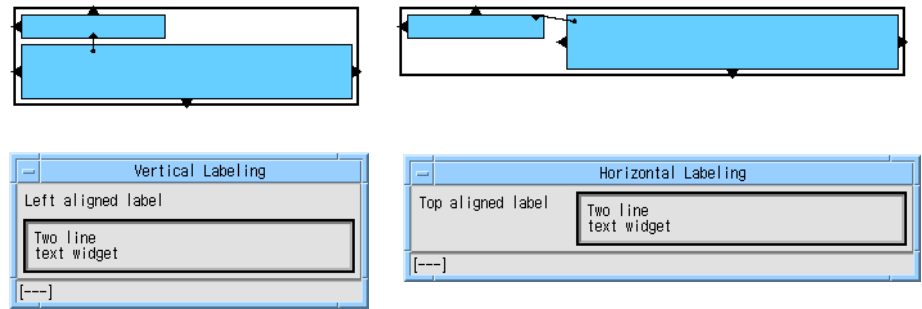 Vertical Labeling
Left aligned label
Two line
text widget
[---]
Horizontal Labeling
Top aligned label
Two line
text widget
[---]